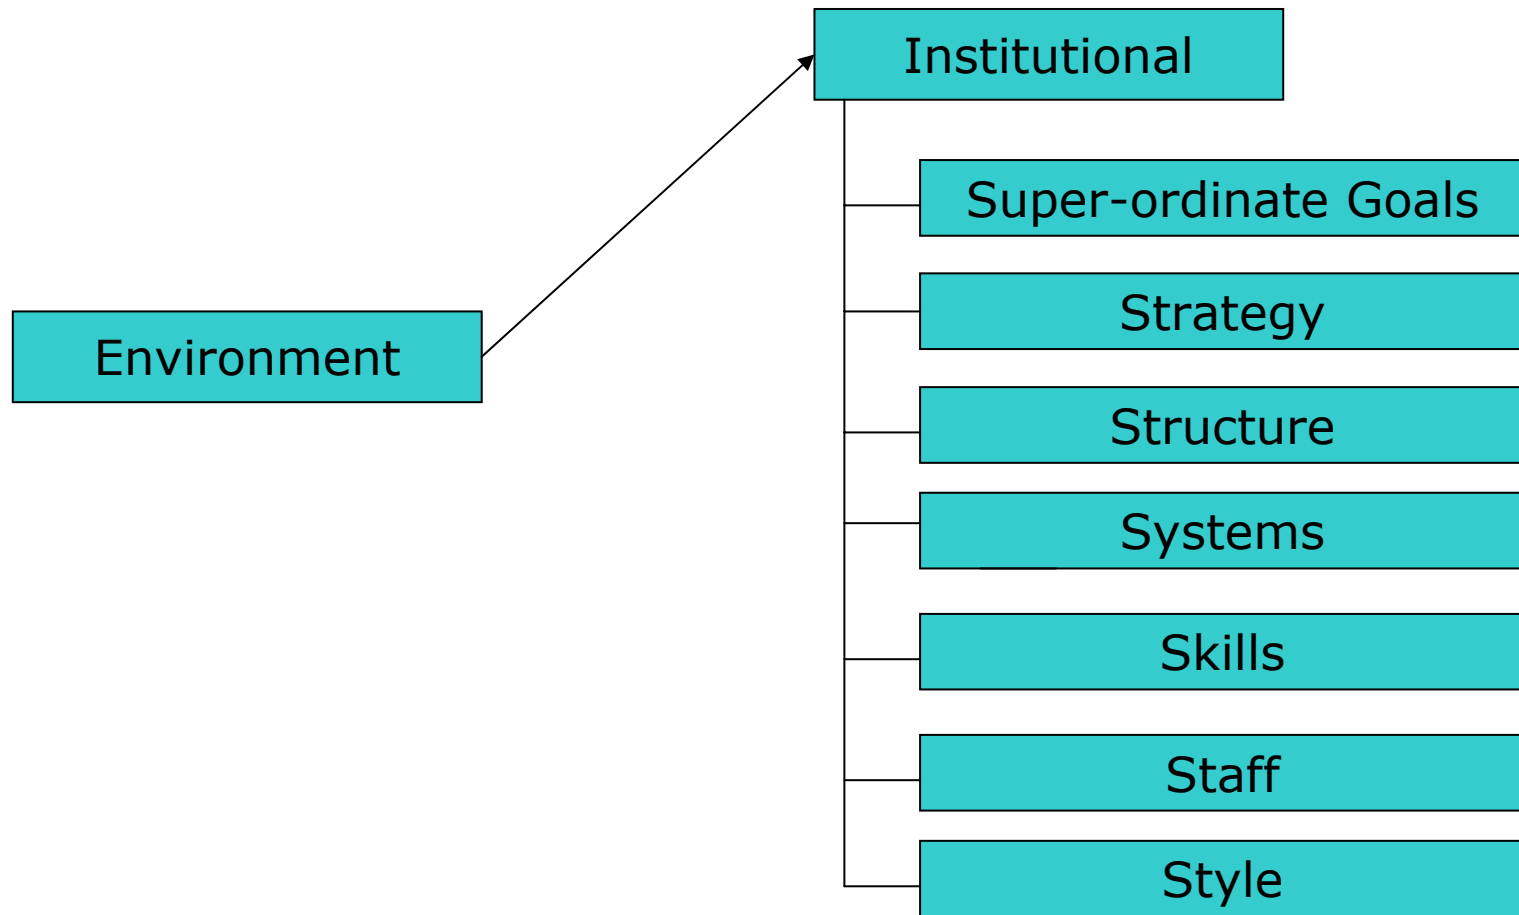 Institutional
Super-ordinate Goals
Strategy
Environment
Structure
Systems
Skills
Staff
Style